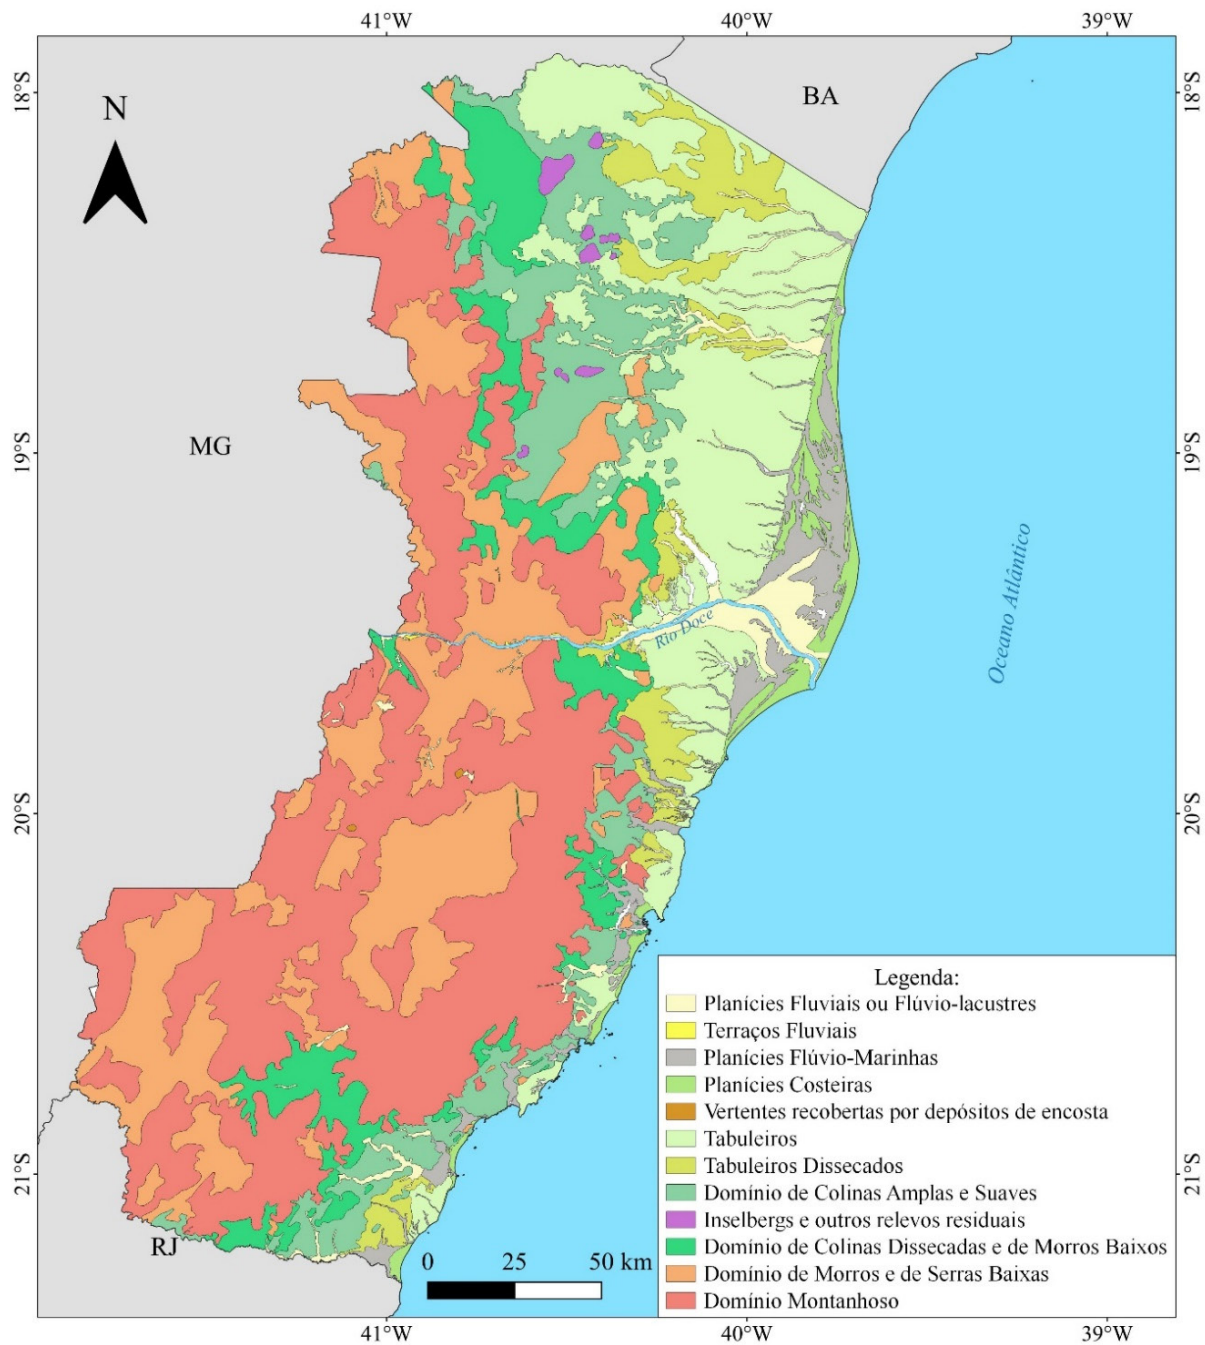 41°W
40°W
39°W
18°S
18°S
N
BA
MG
19°S
19°S
Oceano Atlântico
Rio Doce
20°S
20°S
Legenda:
Planícies Fluviais ou Flúvio-lacustres
Terraços Fluviais
Planícies Flúvio-Marinhas
Planícies Costeiras
Vertentes recobertas por depósitos de encosta
Tabuleiros
21°S
21°S
Tabuleiros Dissecados
Domínio de Colinas Amplas e Suaves
Inselbergs e outros relevos residuais
RJ
Domínio de Colinas Dissecadas e de Morros Baixos
0 25 50 km
Domínio de Morros e de Serras Baixas
Domínio Montanhoso
41°W
40°W
39°W